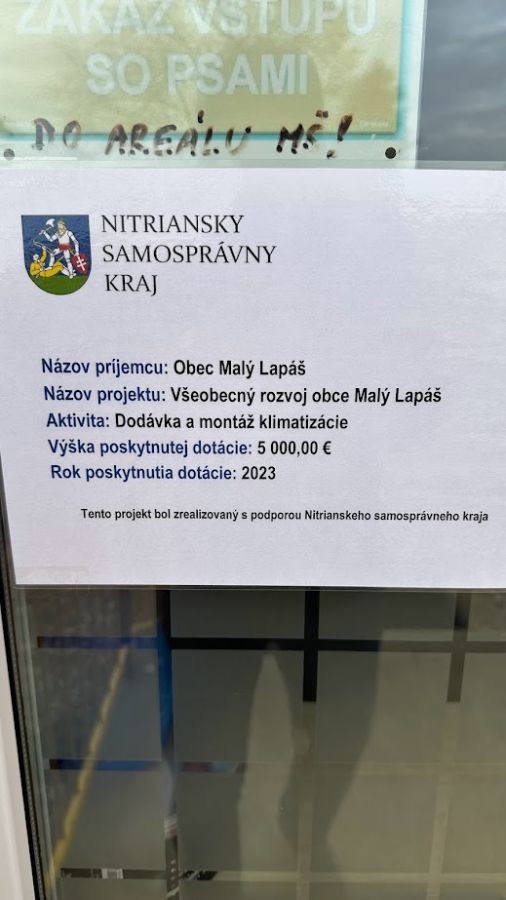 ZÁKAZ VSTUPU
SO PSAMI
DO AREÁLU MŠ!
NITRIANSKY
SAMOSPRÁVNY
KRAJ
Názov príjemcu: Obec Malý Lapáš
Názov projektu: Všeobecný rozvoj obce Malý Lapáš
Aktivita: Dodávka a montáž klimatizácie
Výška poskytnutej dotácie: 5 000,00 €
Rok poskytnutia dotácie: 2023
Tento projekt bol zrealizovaný s podporou Nitrianskeho samosprávneho kraja